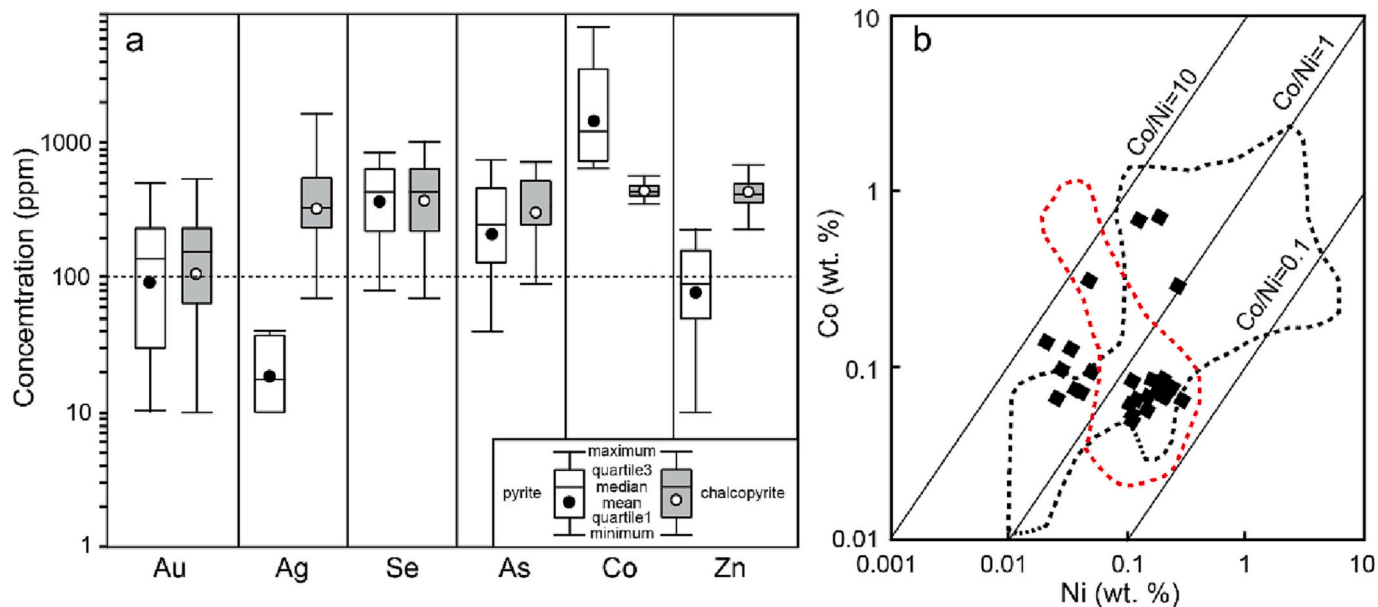 a
Concemtration (ppm)
1000
100
10
1
Au
Ag
Se
As
Co
Zn
maximum
quartile3
pyrite
median
chalcopyrite
mean
quartile1
minimum
b
Co (wt. %)
10
1
0.1
0.01
Co/Ni=10
Co/Ni=1
Co/Ni=0.1
0.001
0.01
0.1
1
10
Ni (wt. %)